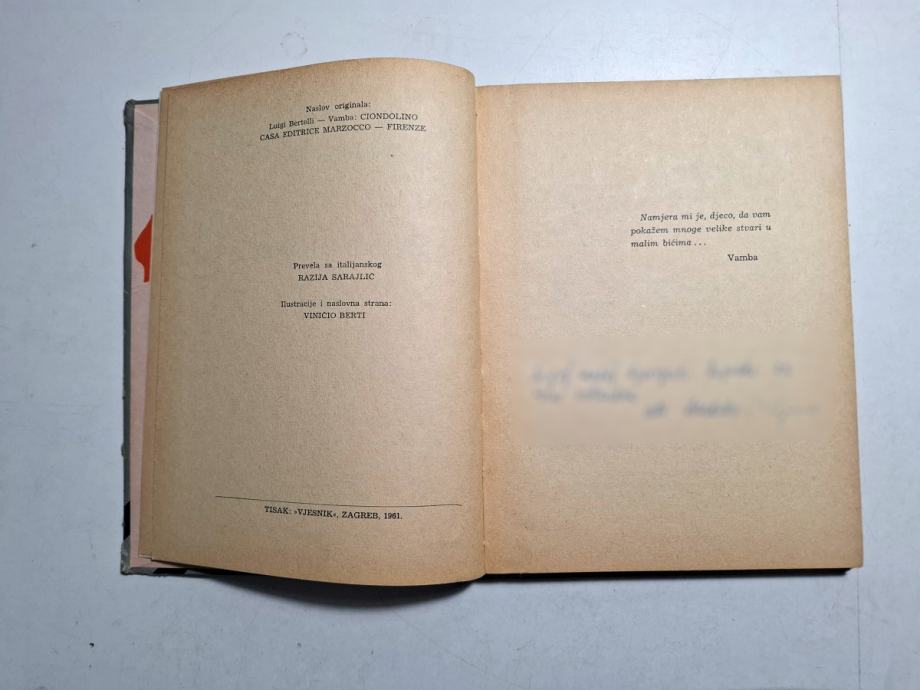 Naslov originala:
Luigi Bertelli — Vamba: CIONDOLINO
CASA EDITRICE MARZOCCO — FIRENZE
Prevela sa italijanskog
RAZIJA SARAJLIĆ
Ilustracije i naslovna strana:
VINIČIO BERTI
TISAK: »VJESNIK«, ZAGREB, 1961.
Namjera mi je, djeco, da vam
pokažem mnoge velike stvari u
malim bićima ...
Vamba